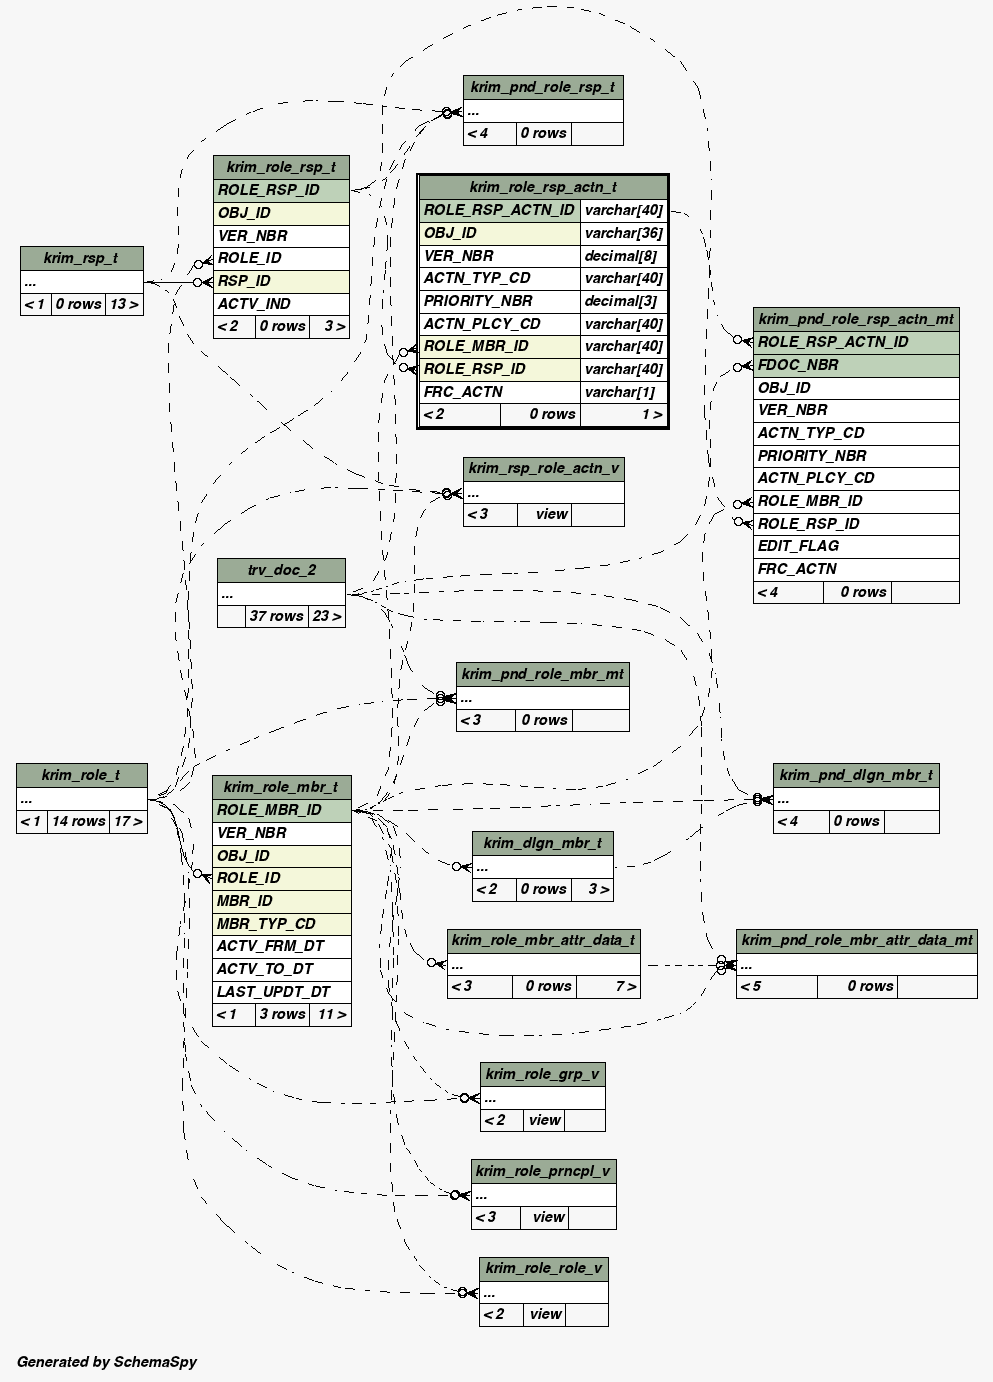 krim_pnd_role_rsp_t
...
< 4 0 rows
krim_role_rsp_t
ROLE_RSP_ID
OBJ_ID
VER_NBR
ROLE_ID
RSP_ID
ACTV_IND
< 2 0 rows 3 >
krim_role_rsp_actn_t
ROLE_RSP_ACTN_ID varchar[40]
OBJ_ID varchar[36]
VER_NBR decimal[8]
ACTN_TYP_CD varchar[40]
PRIORITY_NBR decimal[3]
ACTN_PLCY_CD varchar[40]
ROLE_MBR_ID varchar[40]
ROLE_RSP_ID varchar[40]
FRC_ACTN varchar[1]
< 2 0 rows 1 >
krim_rsp_t
...
< 1 0 rows 13 >
krim_pnd_role_rsp_actn_mt
ROLE_RSP_ACTN_ID
FDOC_NBR
OBJ_ID
VER_NBR
ACTN_TYP_CD
PRIORITY_NBR
ACTN_PLCY_CD
ROLE_MBR_ID
ROLE_RSP_ID
EDIT_FLAG
FRC_ACTN
< 4 0 rows
krim_rsp_role_actn_v
...
< 3 view
trv_doc_2
...
37 rows 23 >
krim_pnd_role_mbr_mt
...
< 3 0 rows
krim_role_t
...
< 1 14 rows 17 >
krim_role_mbr_t
ROLE_MBR_ID
VER_NBR
OBJ_ID
ROLE_ID
MBR_ID
MBR_TYP_CD
ACTV_FRM_DT
ACTV_TO_DT
LAST_UPDT_DT
< 1 3 rows 11 >
krim_pnd_dlgn_mbr_t
...
< 4 0 rows
krim_dlgn_mbr_t
...
< 2 0 rows 3 >
krim_role_mbr_attr_data_t
...
< 3 0 rows 7 >
krim_pnd_role_mbr_attr_data_mt
...
< 5 0 rows
krim_role_grp_v
...
< 2 view
krim_role_prncpl_v
...
< 3 view
krim_role_role_v
...
< 2 view
Generated by SchemaSpy